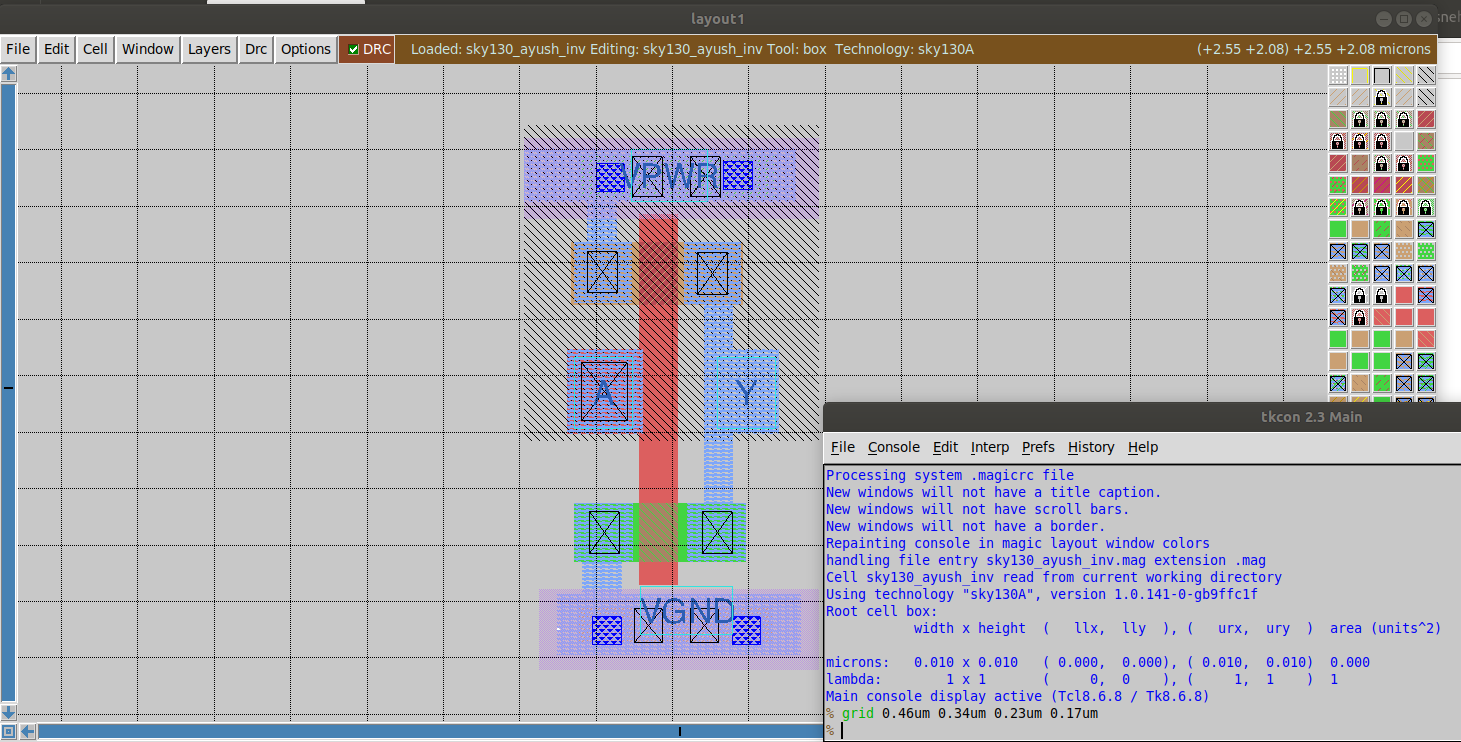 layout1
snel
File Edit Cell Window Layers Drc Options DRC Loaded: sky130_ayush_inv Editing: sky130_ayush_inv Tool: box Technology: sky130A (+2.55 +2.08) +2.55 +2.08 microns
VPWR
A Y
VGND
tkcon 2.3 Main
File Console Edit Interp Prefs History Help
Processing system .magicrc file
New windows will not have a title caption.
New windows will not have scroll bars.
New windows will not have a border.
Repainting console in magic layout window colors
handling file entry sky130_ayush_inv.mag extension .mag
Cell sky130_ayush_inv read from current working directory
Using technology "sky130A", version 1.0.141-0-gb9ffc1f
Root cell box:
width x height ( llx, lly ), ( urx, ury ) area (units^2)
microns: 0.010 x 0.010 ( 0.000, 0.000), ( 0.010, 0.010) 0.000
lambda: 1 x 1 ( 0, 0 ), ( 1, 1 ) 1
Main console display active (Tcl8.6.8 / Tk8.6.8)
% grid 0.46um 0.34um 0.23um 0.17um
%